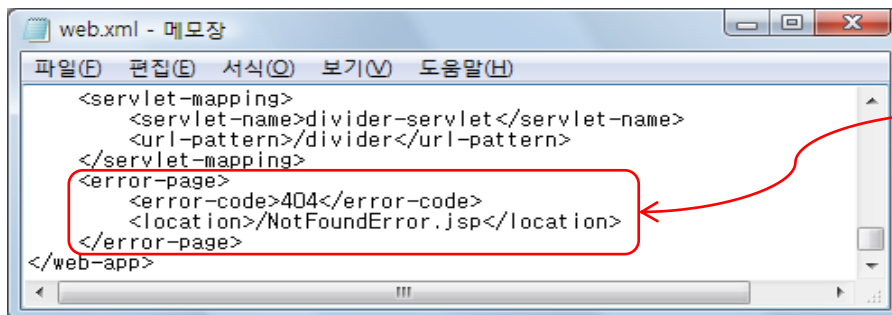 web.xml - 메모장
파일(F) 편집(E) 서식(O) 보기(V) 도움말(H)
<servlet-mapping>
<servlet-name>divider-servlet</servlet-name>
<url-pattern>/divider</url-pattern>
</servlet-mapping>
<error-page>
<error-code>404</error-code>
<location>/NotFoundError.jsp</location>
</error-page>
</web-app>